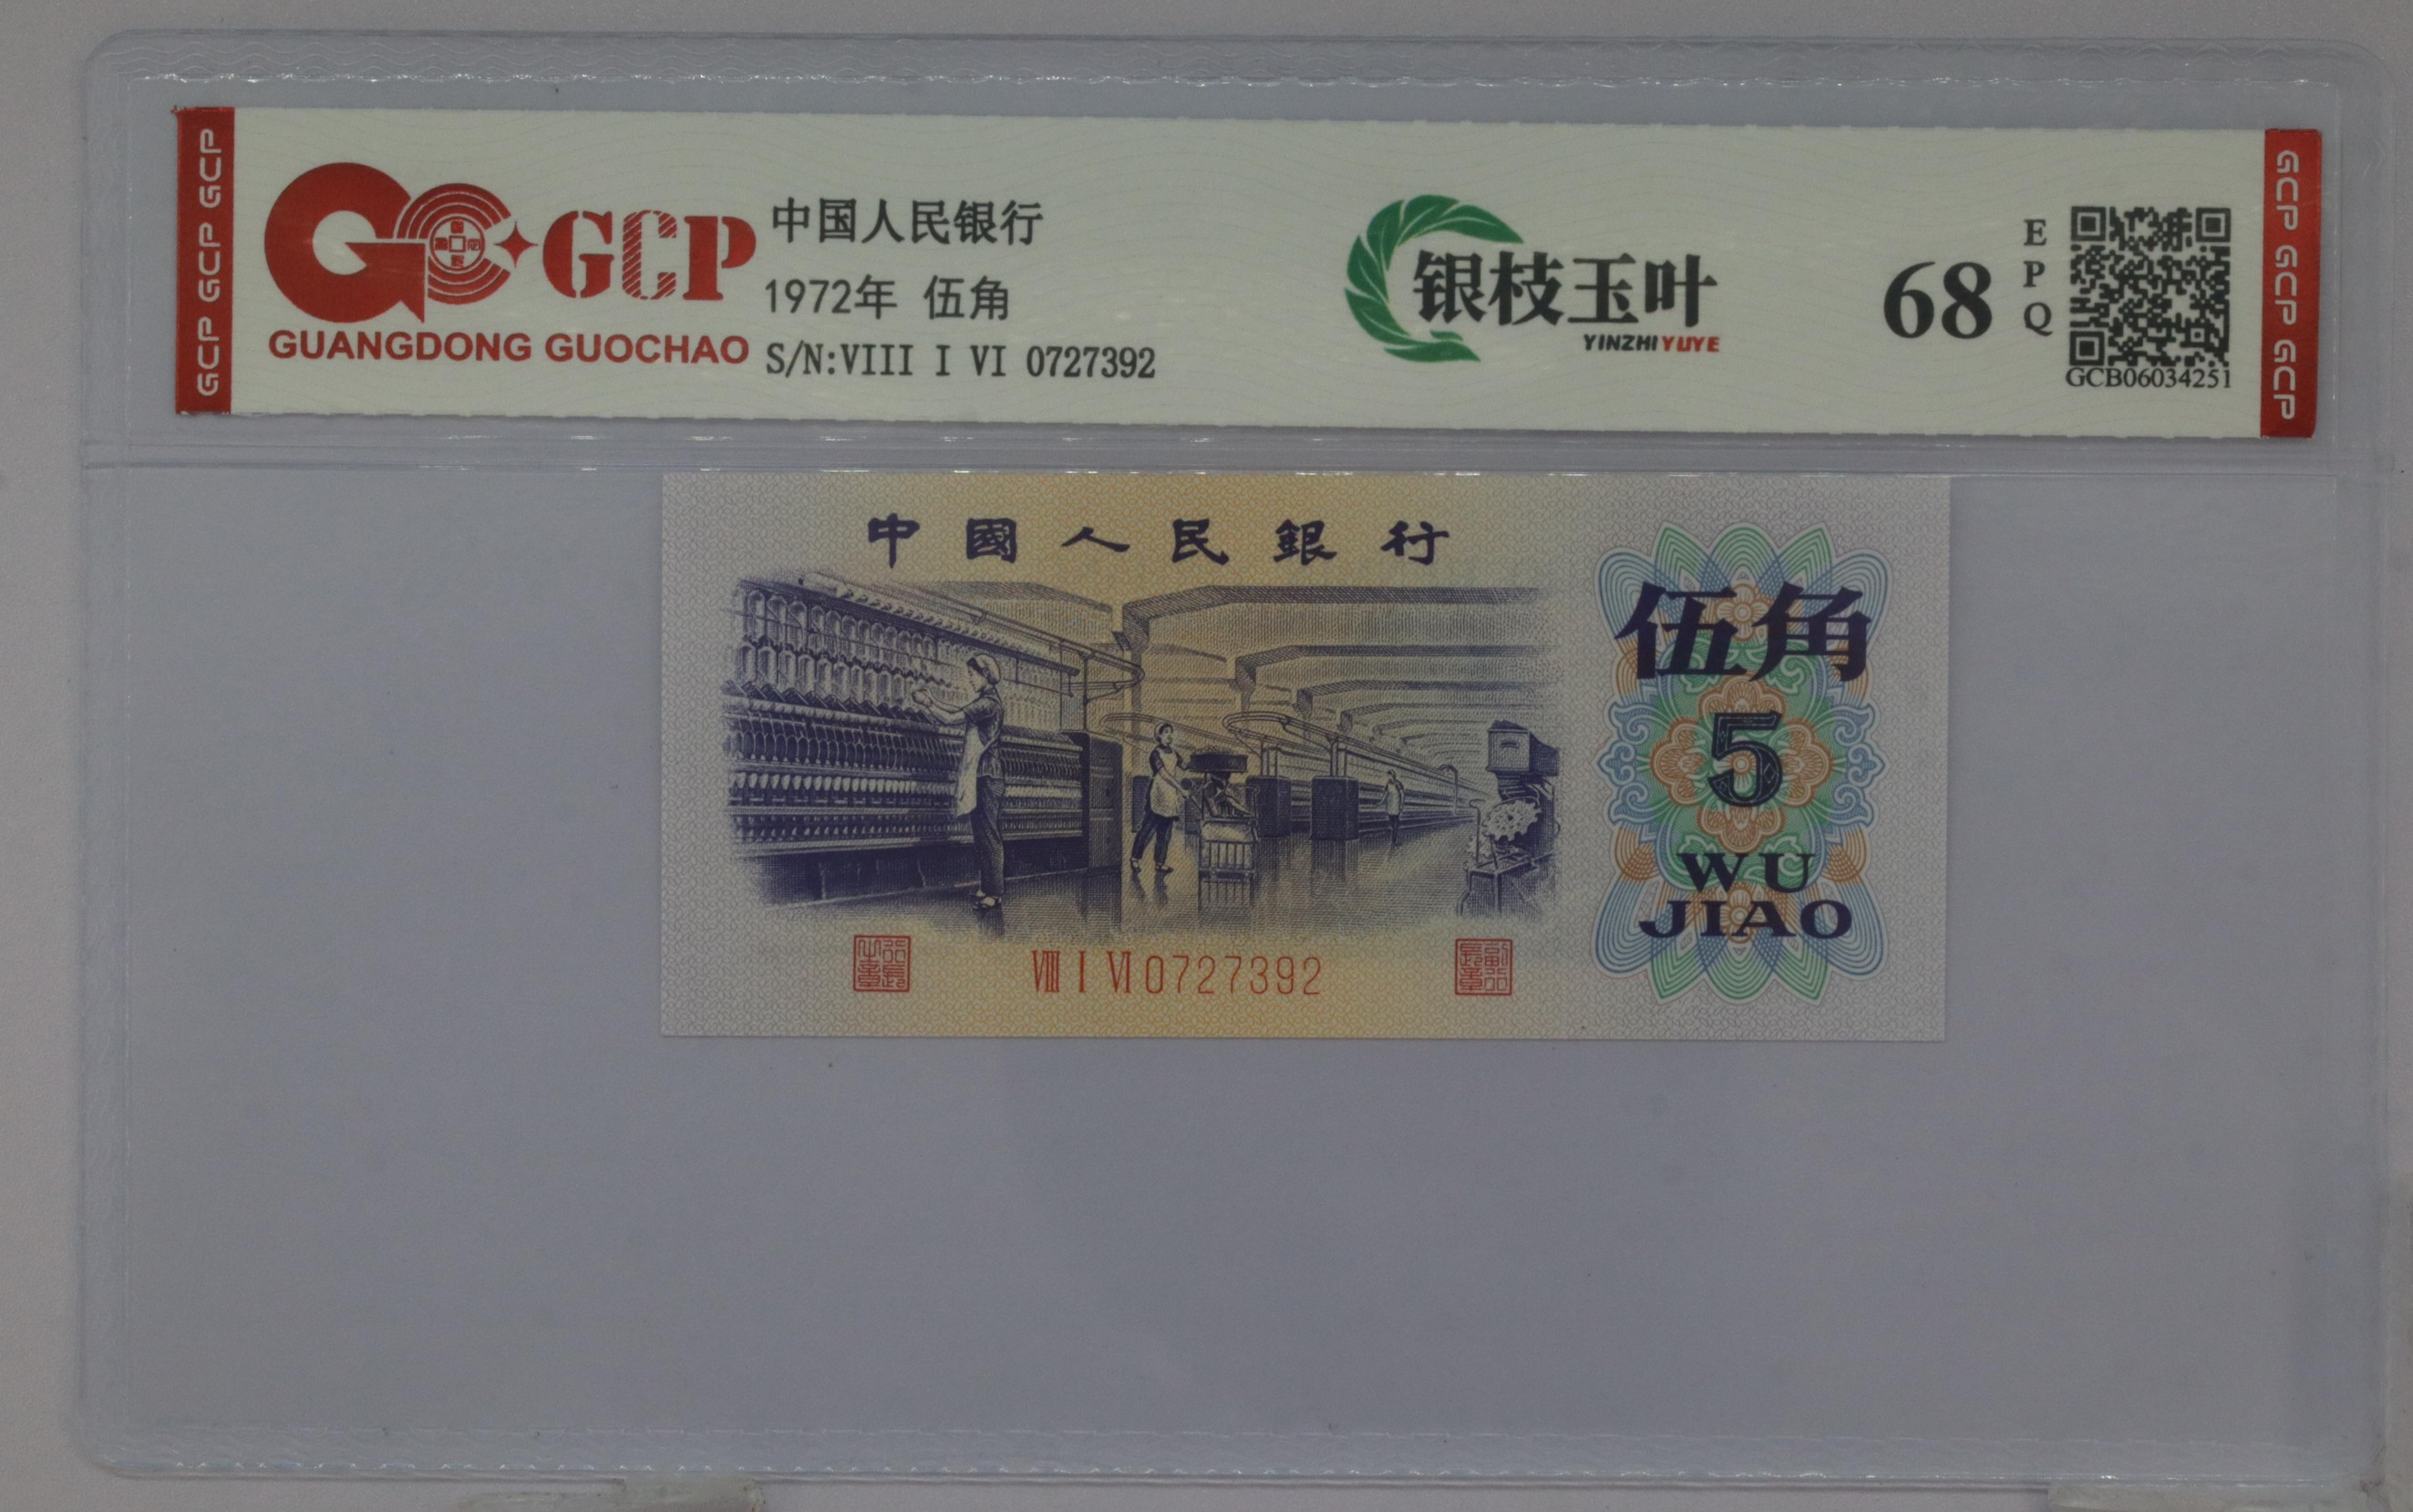 GCP GCP GCP
GCP
GUANGDONG GUOCHAO
中国人民银行
1972年 伍角
S/N:VIII I VI 0727392
银枝玉叶
YINZHIYUYE
68
EPQ
GCB06034251
GCP GCP GCP
中國人民銀行
伍角
5
WU
JIAO
VIII I VI 0727392